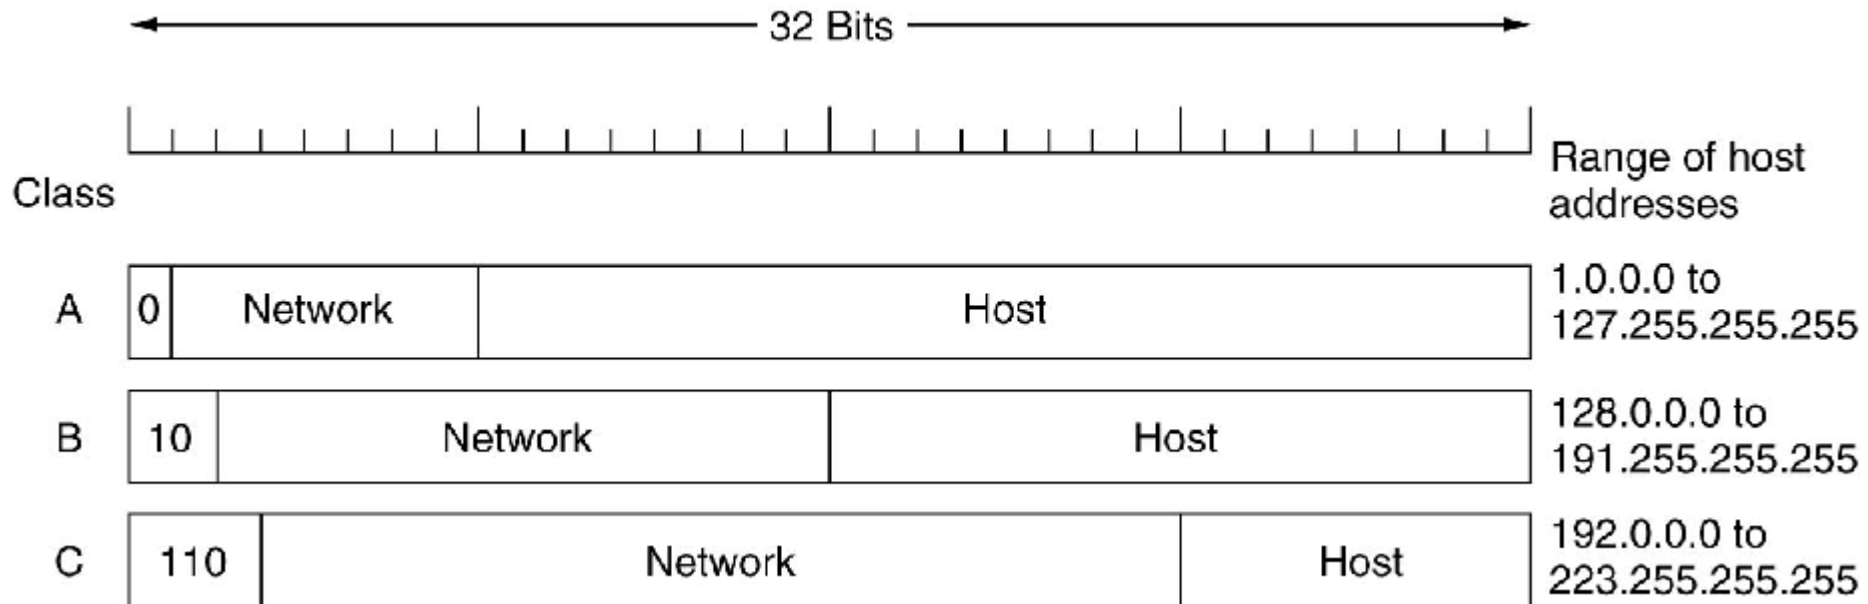 32 Bits
Range of host
addresses
Class
A 0 Network Host 1.0.0.0 to
127.255.255.255
B 10 Network Host 128.0.0.0 to
191.255.255.255
C 110 Network Host 192.0.0.0 to
223.255.255.255